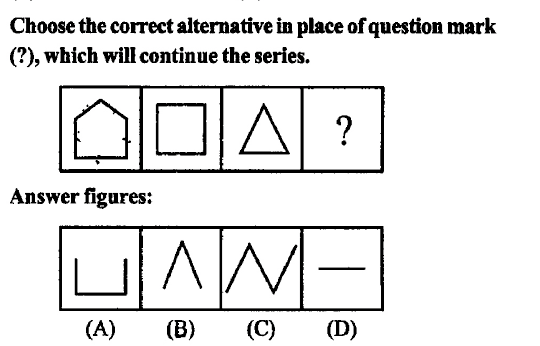 Choose the correct alternative in place of question mark
(?), which will continue the series.
?
Answer figures:
(A) (B) (C) (D)